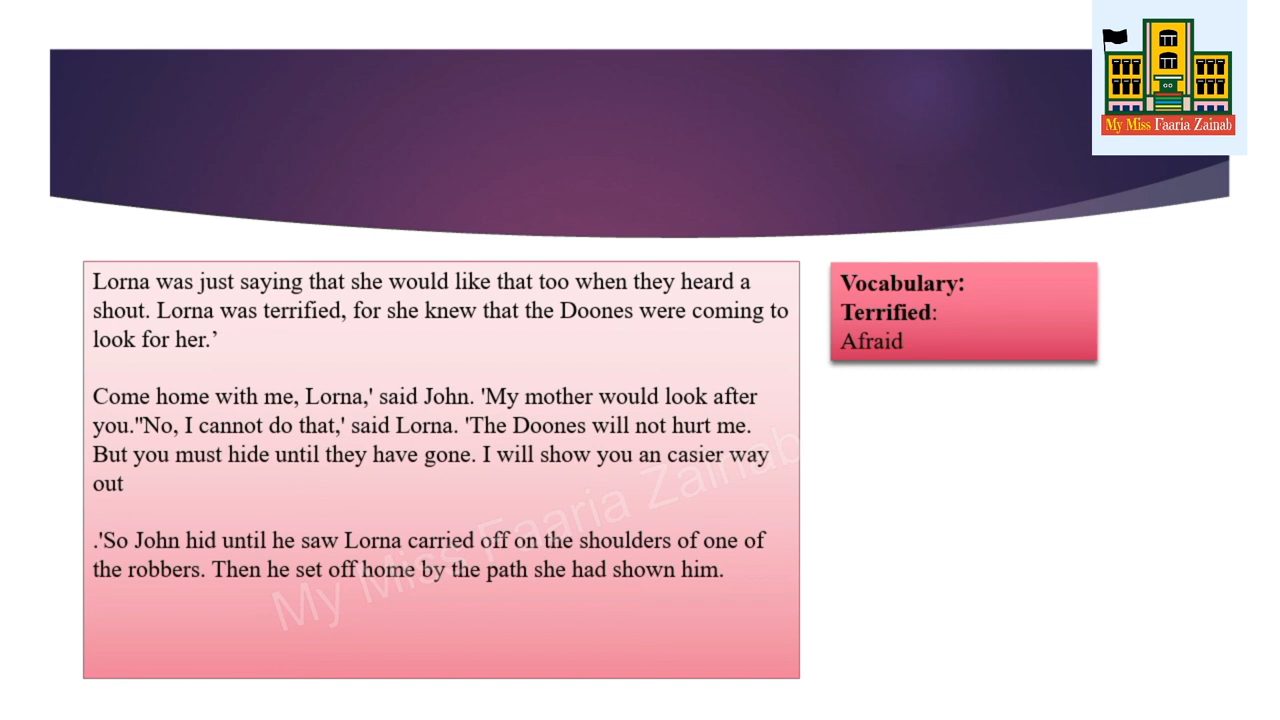 My Miss Faaria Zainab
Lorna was just saying that she would like that too when they heard a
shout. Lorna was terrified, for she knew that the Doones were coming to
look for her.’
Come home with me, Lorna,' said John. 'My mother would look after
you.''No, I cannot do that,' said Lorna. 'The Doones will not hurt me.
But you must hide until they have gone. I will show you an casier way
out
.'So John hid until he saw Lorna carried off on the shoulders of one of
the robbers. Then he set off home by the path she had shown him.
My Miss Faaria Zainab
Vocabulary:
Terrified:
Afraid